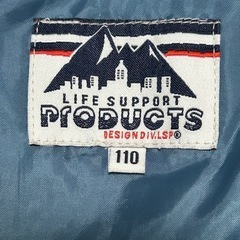 LIFE SUPPORT
PRODUCTS
DESIGN DIV. LSP®
110